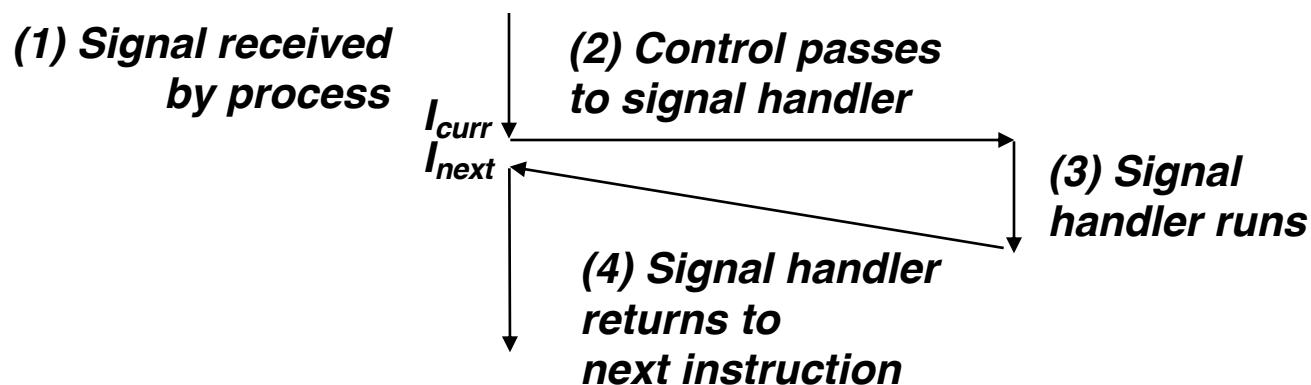 (1) Signal received
by process
(2) Control passes
to signal handler
I_curr
I_next
(3) Signal
handler runs
(4) Signal handler
returns to
next instruction